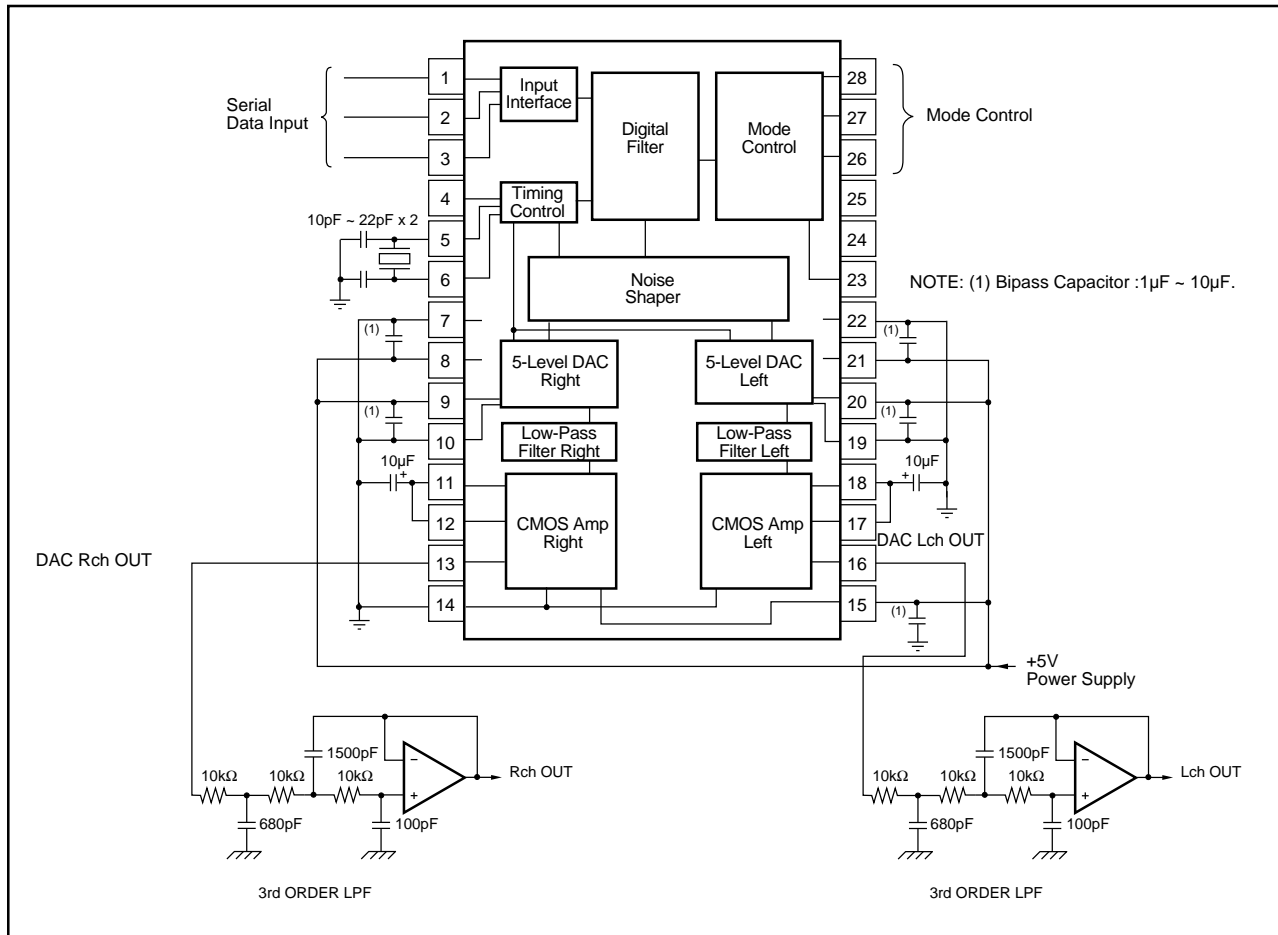 1
2
3
4
5
6
7
8
9
10
11
12
13
14
28
27
26
25
24
23
22
21
20
19
18
17
16
15
Serial
Data Input
Input
Interface
Digital
Filter
Mode
Control
Mode Control
Timing
Control
10pF ~ 22pF x 2
Noise
Shaper
NOTE: (1) Bipass Capacitor :1µF ~ 10µF.
(1)
(1)
5-Level DAC
Right
5-Level DAC
Left
(1)
(1)
Low-Pass
Filter Right
Low-Pass
Filter Left
10µF
+
10µF
+
CMOS Amp
Right
CMOS Amp
Left
DAC Rch OUT
DAC Lch OUT
(1)
+5V
Power Supply
1500pF
10kΩ
10kΩ
10kΩ
−
+
Rch OUT
680pF
100pF
3rd ORDER LPF
1500pF
10kΩ
10kΩ
10kΩ
−
+
Lch OUT
680pF
100pF
3rd ORDER LPF